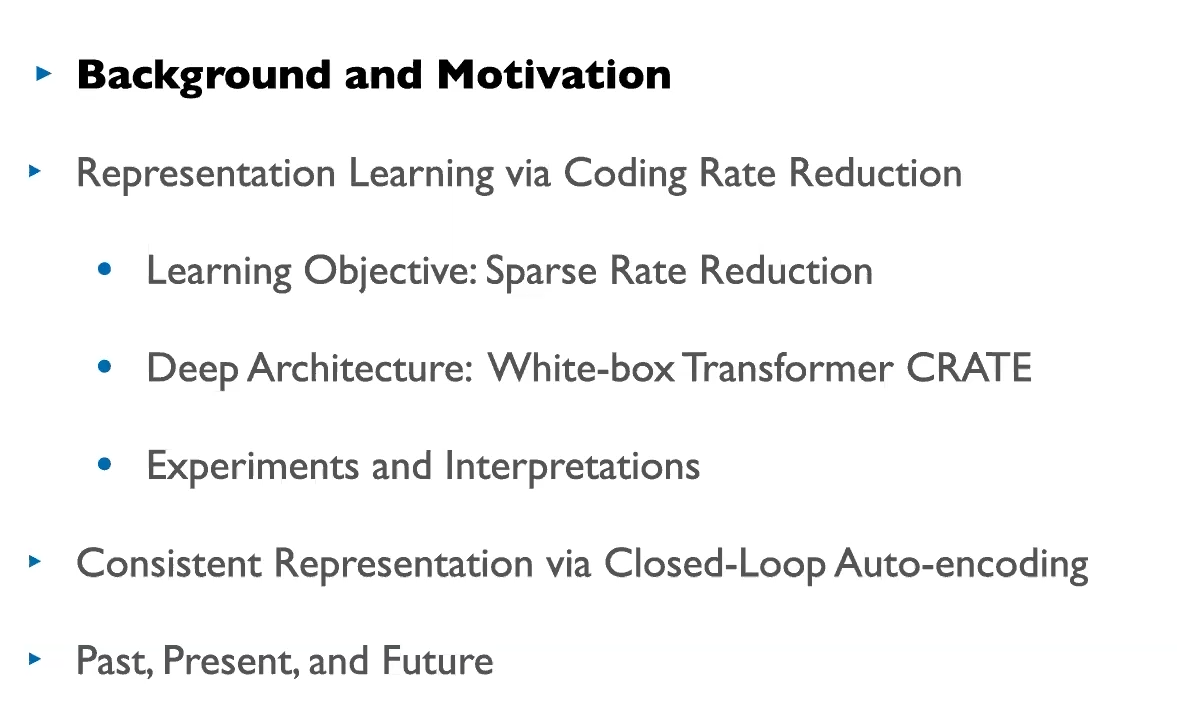 Background and Motivation
Representation Learning via Coding Rate Reduction
Learning Objective: Sparse Rate Reduction
Deep Architecture: White-box Transformer CRATE
Experiments and Interpretations
Consistent Representation via Closed-Loop Auto-encoding
Past, Present, and Future